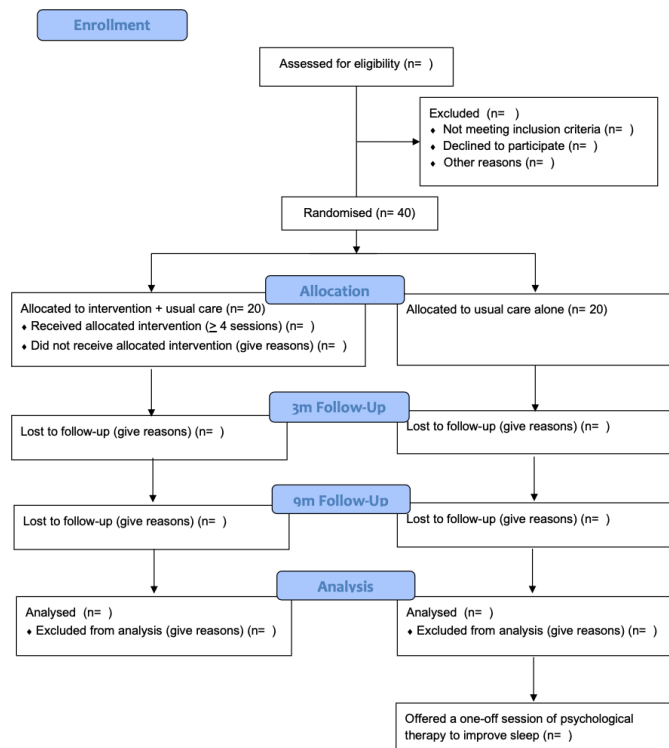 Enrollment
Assessed for eligibility (n=  )
Excluded  (n=  )
♦ Not meeting inclusion criteria (n=  )
♦ Declined to participate (n=  )
♦ Other reasons (n=  )
Randomised (n= 40)
Allocation
Allocated to intervention + usual care (n= 20)
♦ Received allocated intervention (≥ 4 sessions) (n=  )
♦ Did not receive allocated intervention (give reasons) (n=  )
Allocated to usual care alone (n= 20)
3m Follow-Up
Lost to follow-up (give reasons) (n=  )
Lost to follow-up (give reasons) (n=  )
9m Follow-Up
Lost to follow-up (give reasons) (n=  )
Lost to follow-up (give reasons) (n=  )
Analysis
Analysed  (n=  )
♦ Excluded from analysis (give reasons) (n=  )
Analysed  (n=  )
♦ Excluded from analysis (give reasons) (n=  )
Offered a one-off session of psychological
therapy to improve sleep (n=  )